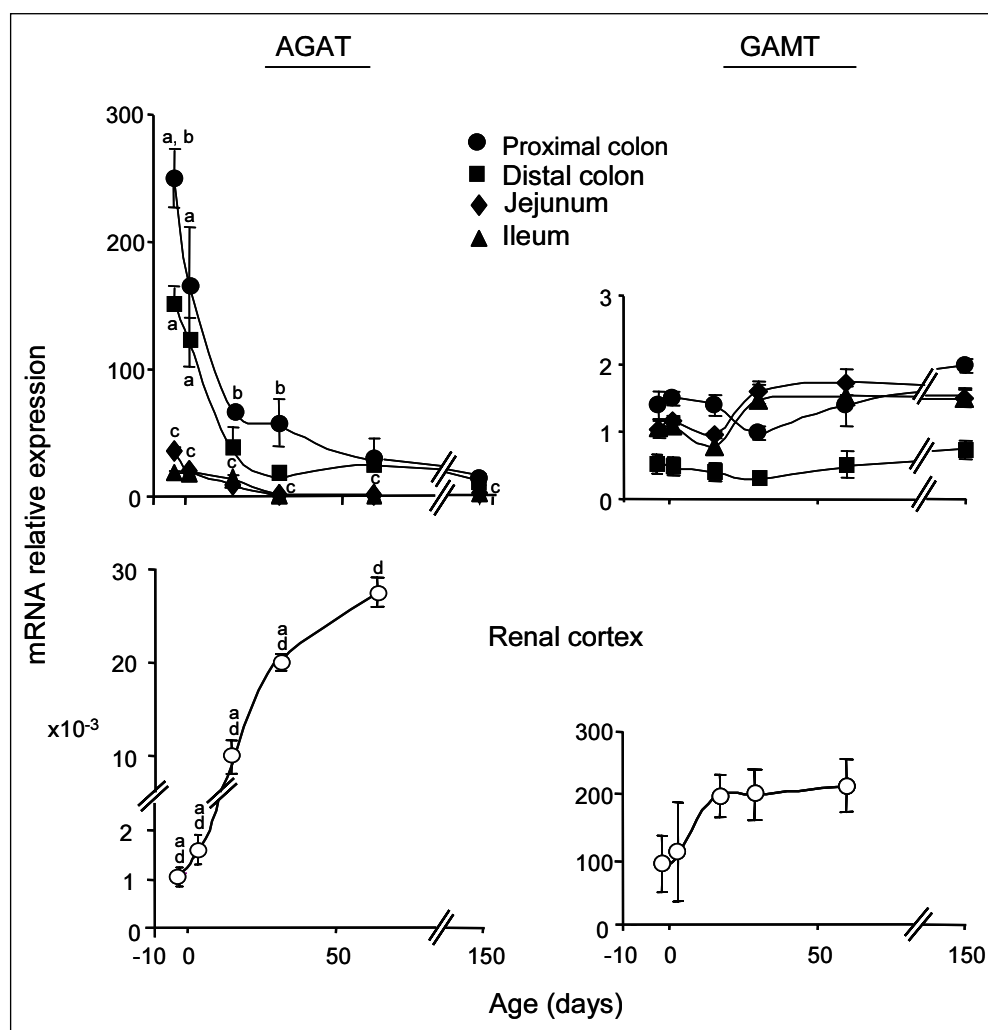 AGAT
GAMT
300
200
100
0
a, b
a
a
a
b
b
c
c
c
c
c
c
Proximal colon
Distal colon
Jejunum
Ileum
3
2
1
0
mRNA relative expression
x10-3
30
20
10
2
1
0
a
d
a
d
a
d
a
d
d
Renal cortex
300
200
100
0
-10 0 50 150
-10 0 50 150
Age (days)